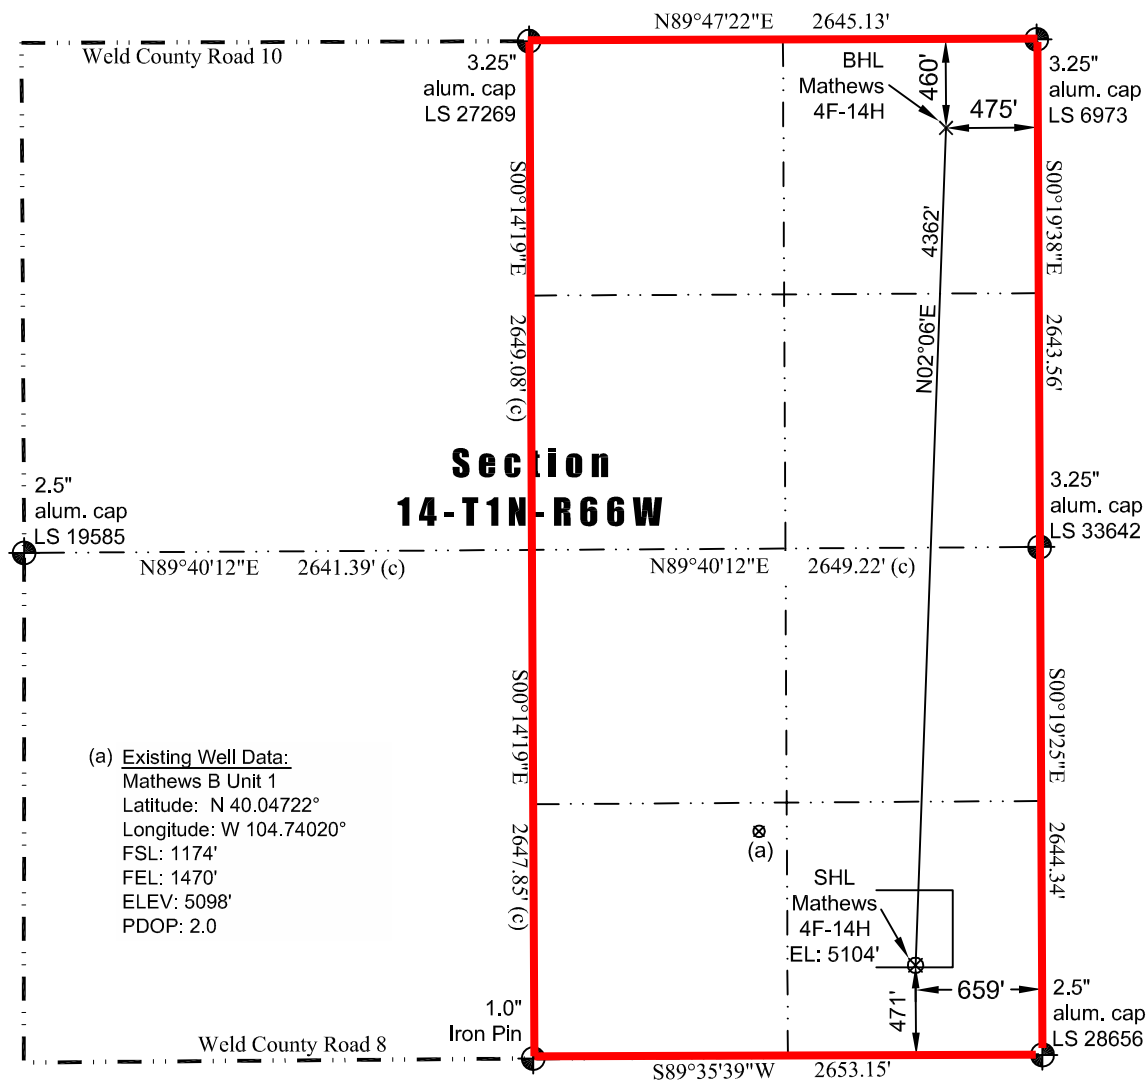 N89°47'22"E 2645.13'
Weld County Road 10
3.25"
alum. cap
LS 27269
BHL
Mathews
4F-14H
460'
475'
3.25"
alum. cap
LS 6973
S00°14'19"E 2649.08' (c)
4362'
N02°06'E
S00°19'38"E 2643.56'
Section
14-T1N-R66W
2.5"
alum. cap
LS 19585
3.25"
alum. cap
LS 33642
N89°40'12"E 2641.39' (c)
N89°40'12"E 2649.22' (c)
S00°14'19"E 2647.85' (c)
S00°19'25"E 2644.34'
(a) Existing Well Data:
Mathews B Unit 1
Latitude: N 40.04722°
Longitude: W 104.74020°
FSL: 1174'
FEL: 1470'
ELEV: 5098'
PDOP: 2.0
(a)
SHL
Mathews
4F-14H
EL: 5104'
659'
471'
2.5"
alum. cap
LS 28656
1.0"
Iron Pin
Weld County Road 8
S89°35'39"W 2653.15'